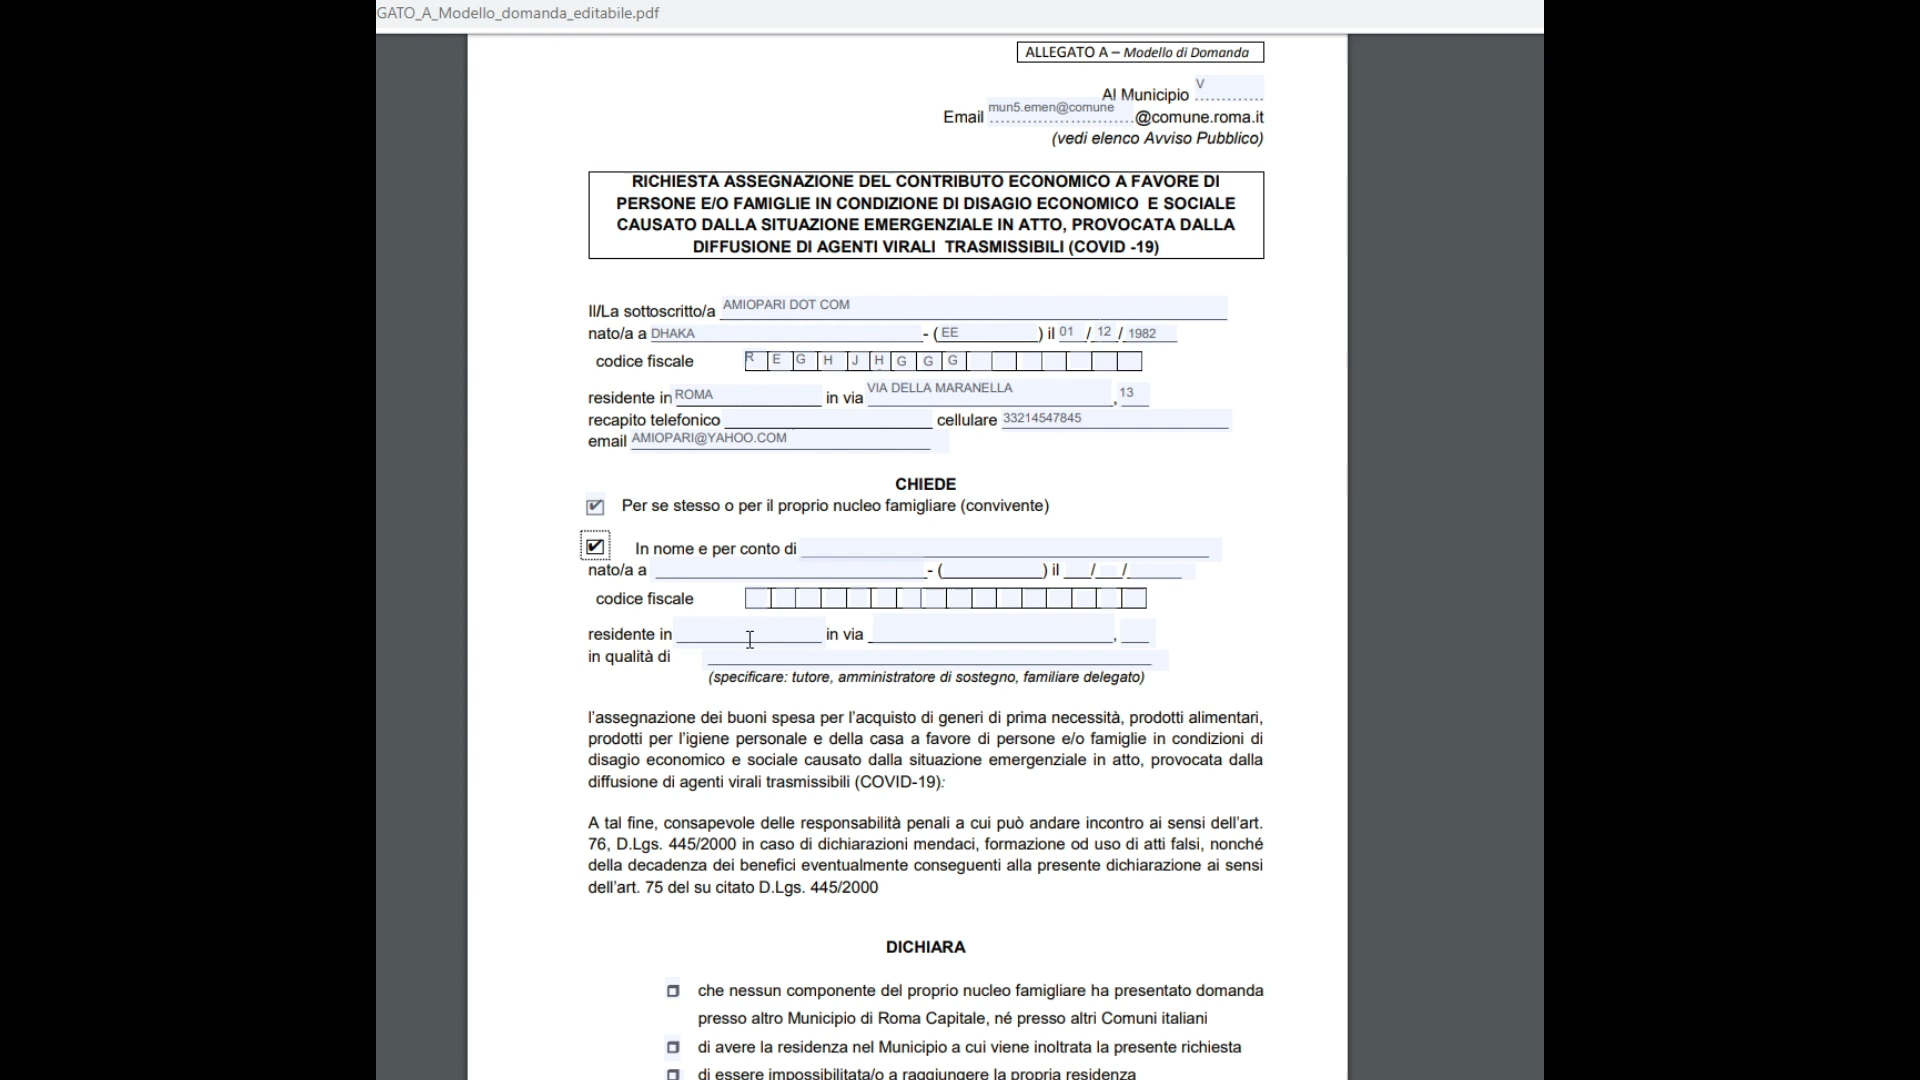 GATO_A_Modello_domanda_editabile.pdf
ALLEGATO A – Modello di Domanda
Al Municipio V
Email mun5.emen@comune @comune.roma.it
(vedi elenco Avviso Pubblico)
RICHIESTA ASSEGNAZIONE DEL CONTRIBUTO ECONOMICO A FAVORE DI
PERSONE E/O FAMIGLIE IN CONDIZIONE DI DISAGIO ECONOMICO E SOCIALE
CAUSATO DALLA SITUAZIONE EMERGENZIALE IN ATTO, PROVOCATA DALLA
DIFFUSIONE DI AGENTI VIRALI TRASMISSIBILI (COVID -19)
Il/La sottoscritto/a AMIOPARI DOT COM
nato/a a DHAKA - ( EE ) il 01 / 12 / 1982
codice fiscale R E G H J H G G G
residente in ROMA in via VIA DELLA MARANELLA , 13
recapito telefonico cellulare 33214547845
email AMIOPARI@YAHOO.COM
CHIEDE
Per se stesso o per il proprio nucleo famigliare (convivente)
In nome e per conto di
nato/a a - ( ) il / /
codice fiscale
residente in in via ,
in qualità di
(specificare: tutore, amministratore di sostegno, familiare delegato)
l'assegnazione dei buoni spesa per l'acquisto di generi di prima necessità, prodotti alimentari,
prodotti per l'igiene personale e della casa a favore di persone e/o famiglie in condizioni di
disagio economico e sociale causato dalla situazione emergenziale in atto, provocata dalla
diffusione di agenti virali trasmissibili (COVID-19):
A tal fine, consapevole delle responsabilità penali a cui può andare incontro ai sensi dell'art.
76, D.Lgs. 445/2000 in caso di dichiarazioni mendaci, formazione od uso di atti falsi, nonché
della decadenza dei benefici eventualmente conseguenti alla presente dichiarazione ai sensi
dell'art. 75 del su citato D.Lgs. 445/2000
DICHIARA
che nessun componente del proprio nucleo famigliare ha presentato domanda
presso altro Municipio di Roma Capitale, né presso altri Comuni italiani
di avere la residenza nel Municipio a cui viene inoltrata la presente richiesta
di essere impossibilitata/o a raggiungere la propria residenza